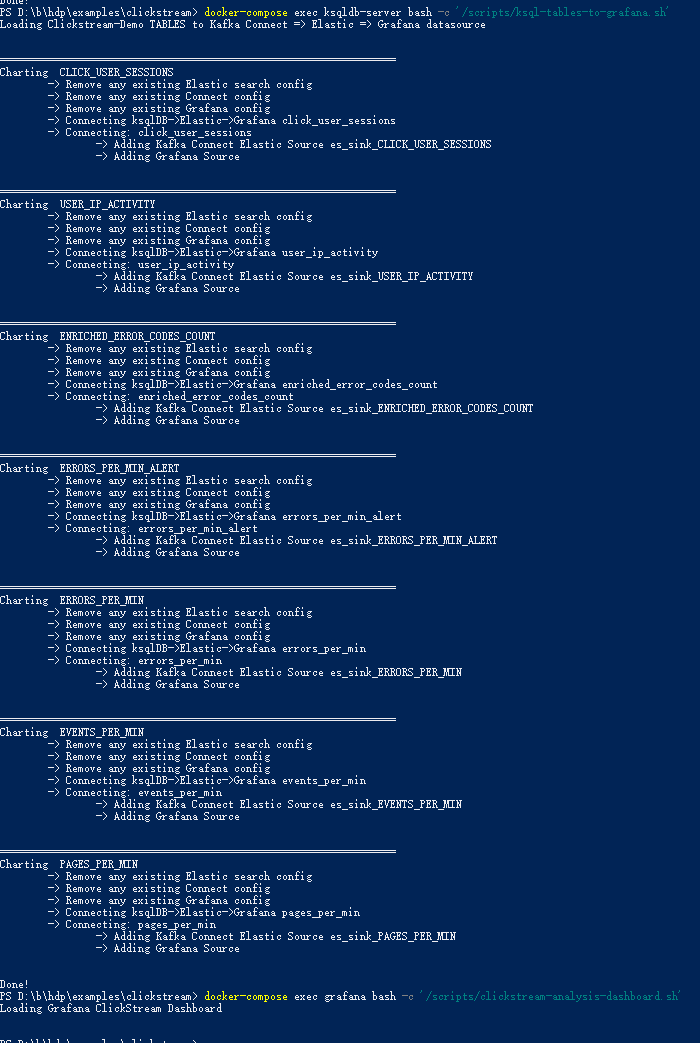 Done!
PS D:\b\hdp\examples\clickstream> docker-compose exec ksqldb-server bash -c '/scripts/ksql-tables-to-grafana.sh'
Loading Clickstream-Demo TABLES to Kafka Connect => Elastic => Grafana datasource
Charting  CLICK_USER_SESSIONS
-> Remove any existing Elastic search config
-> Remove any existing Connect config
-> Remove any existing Grafana config
-> Connecting ksqlDB->Elastic->Grafana click_user_sessions
-> Connecting: click_user_sessions
-> Adding Kafka Connect Elastic Source es_sink_CLICK_USER_SESSIONS
-> Adding Grafana Source
Charting  USER_IP_ACTIVITY
-> Remove any existing Elastic search config
-> Remove any existing Connect config
-> Remove any existing Grafana config
-> Connecting ksqlDB->Elastic->Grafana user_ip_activity
-> Connecting: user_ip_activity
-> Adding Kafka Connect Elastic Source es_sink_USER_IP_ACTIVITY
-> Adding Grafana Source
Charting  ENRICHED_ERROR_CODES_COUNT
-> Remove any existing Elastic search config
-> Remove any existing Connect config
-> Remove any existing Grafana config
-> Connecting ksqlDB->Elastic->Grafana enriched_error_codes_count
-> Connecting: enriched_error_codes_count
-> Adding Kafka Connect Elastic Source es_sink_ENRICHED_ERROR_CODES_COUNT
-> Adding Grafana Source
Charting  ERRORS_PER_MIN_ALERT
-> Remove any existing Elastic search config
-> Remove any existing Connect config
-> Remove any existing Grafana config
-> Connecting ksqlDB->Elastic->Grafana errors_per_min_alert
-> Connecting: errors_per_min_alert
-> Adding Kafka Connect Elastic Source es_sink_ERRORS_PER_MIN_ALERT
-> Adding Grafana Source
Charting  ERRORS_PER_MIN
-> Remove any existing Elastic search config
-> Remove any existing Connect config
-> Remove any existing Grafana config
-> Connecting ksqlDB->Elastic->Grafana errors_per_min
-> Connecting: errors_per_min
-> Adding Kafka Connect Elastic Source es_sink_ERRORS_PER_MIN
-> Adding Grafana Source
Charting  EVENTS_PER_MIN
-> Remove any existing Elastic search config
-> Remove any existing Connect config
-> Remove any existing Grafana config
-> Connecting ksqlDB->Elastic->Grafana events_per_min
-> Connecting: events_per_min
-> Adding Kafka Connect Elastic Source es_sink_EVENTS_PER_MIN
-> Adding Grafana Source
Charting  PAGES_PER_MIN
-> Remove any existing Elastic search config
-> Remove any existing Connect config
-> Remove any existing Grafana config
-> Connecting ksqlDB->Elastic->Grafana pages_per_min
-> Connecting: pages_per_min
-> Adding Kafka Connect Elastic Source es_sink_PAGES_PER_MIN
-> Adding Grafana Source
Done!
PS D:\b\hdp\examples\clickstream> docker-compose exec grafana bash -c '/scripts/clickstream-analysis-dashboard.sh'
Loading Grafana ClickStream Dashboard